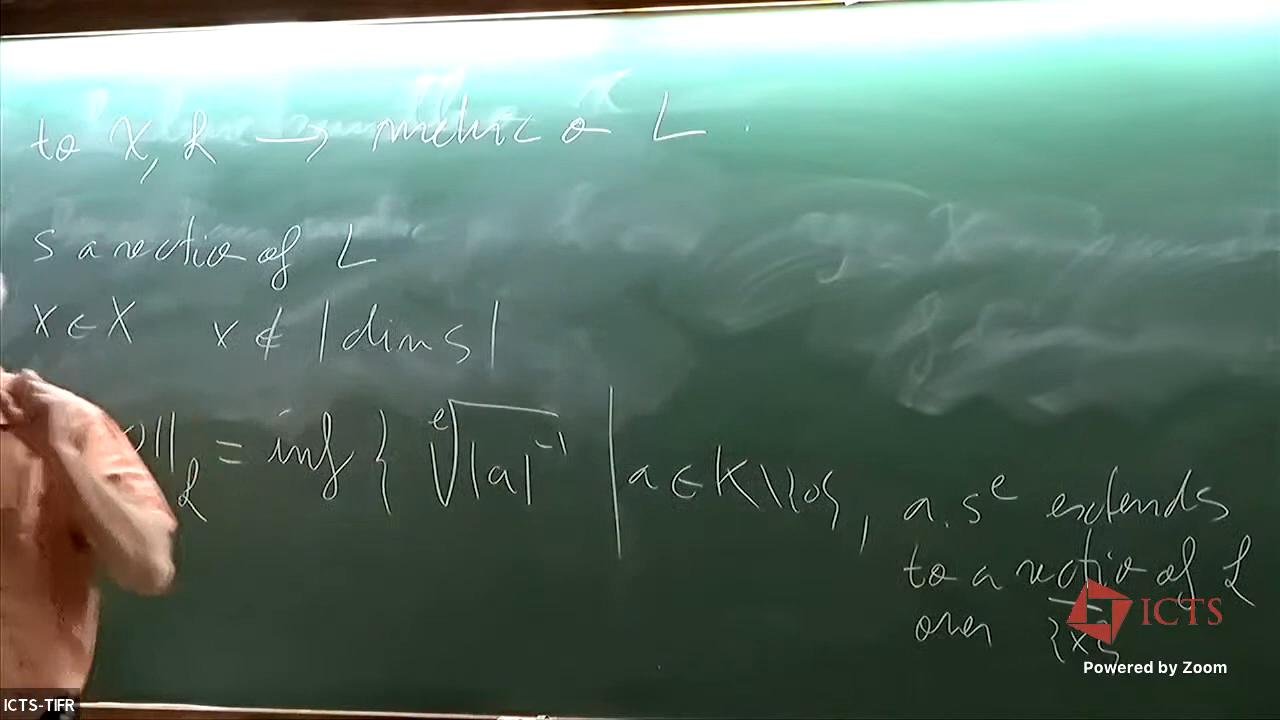 to X, L → metric on L.
s a section of L
x ∈ X x ∉ |div s|
||_L = inf { ᵉ√|a|⁻¹ | a ∈ K\{0}, a.sᵉ extends
to a section of L
over {x}
ICTS
Powered by Zoom
ICTS-TIFR